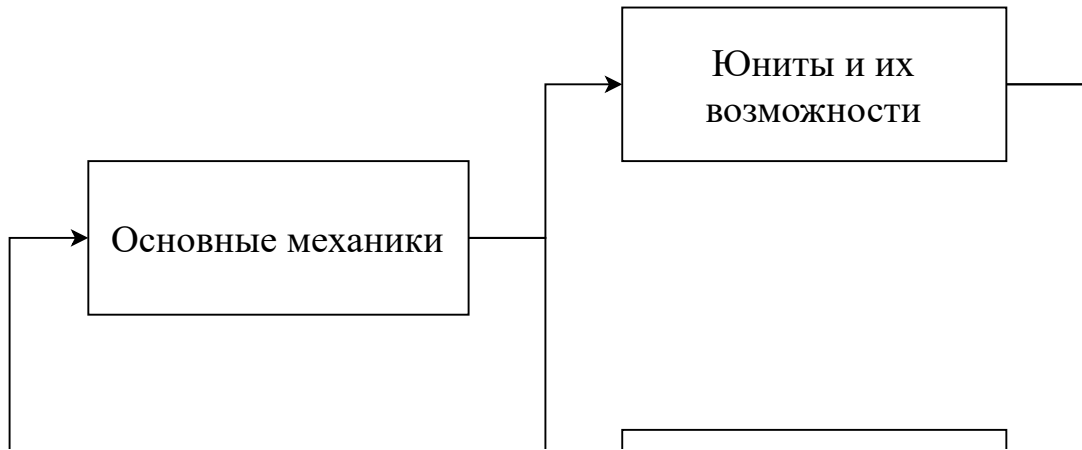 Юниты и их
возможности
Основные механики